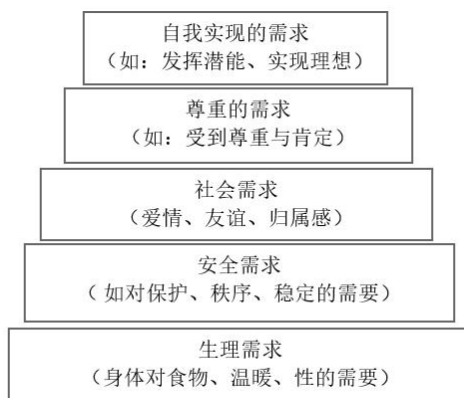 自我实现的需求
（如：发挥潜能、实现理想）
尊重的需求
（如：受到尊重与肯定）
社会需求
（爱情、友谊、归属感）
安全需求
（ 如对保护、秩序、稳定的需要）
生理需求
（身体对食物、温暖、性的需要）